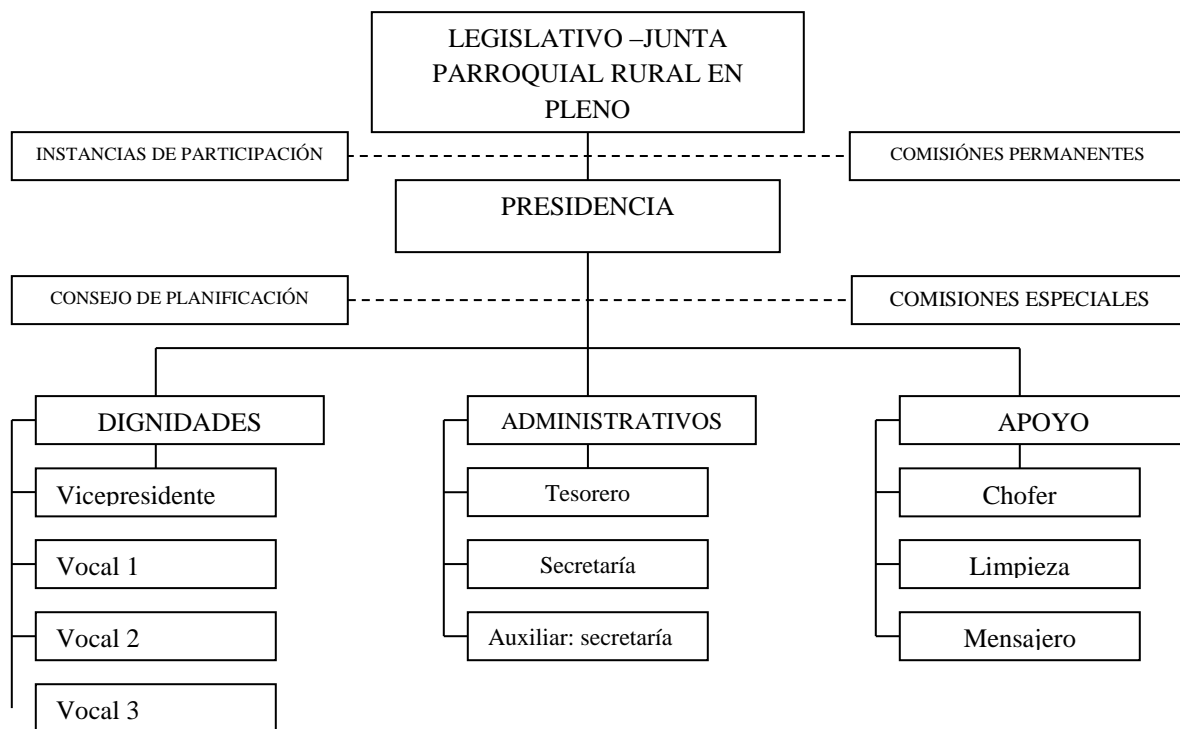 LEGISLATIVO –JUNTA
PARROQUIAL RURAL EN
PLENO
INSTANCIAS DE PARTICIPACIÓN
COMISIÓNES PERMANENTES
PRESIDENCIA
CONSEJO DE PLANIFICACIÓN
COMISIONES ESPECIALES
DIGNIDADES
ADMINISTRATIVOS
APOYO
Vicepresidente
Tesorero
Chofer
Vocal 1
Secretaría
Limpieza
Vocal 2
Auxiliar: secretaría
Mensajero
Vocal 3